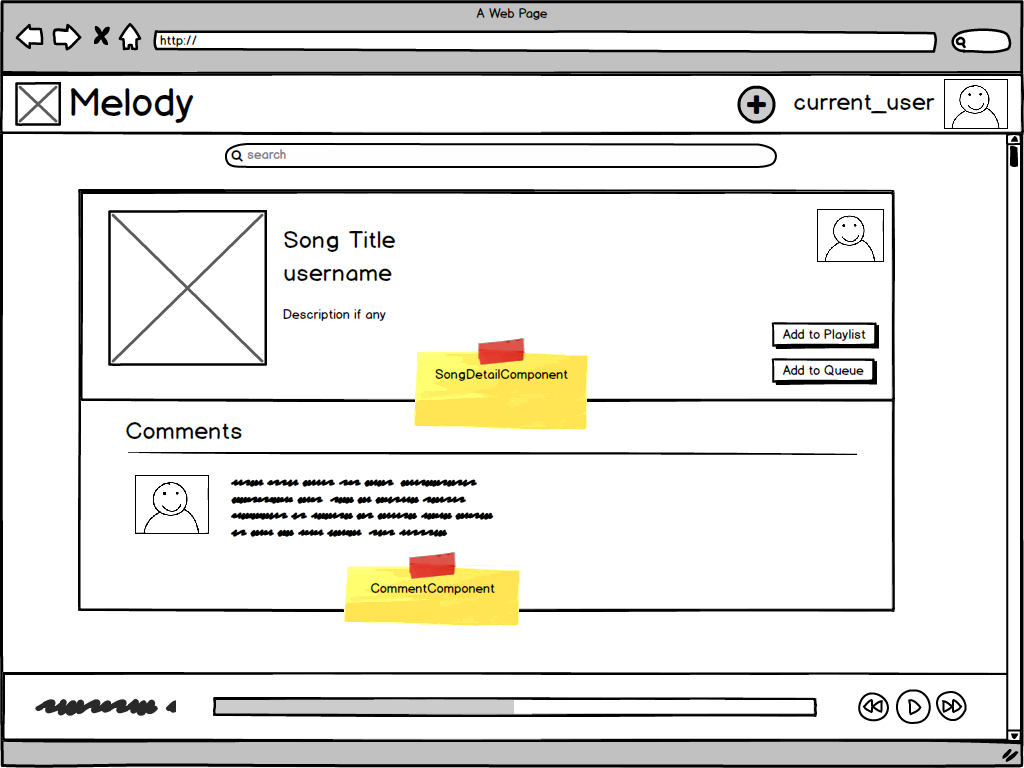 A Web Page
http://
Melody
current_user
search
Song Title
username
Description if any
Add to Playlist
Add to Queue
SongDetailComponent
Comments
CommentComponent